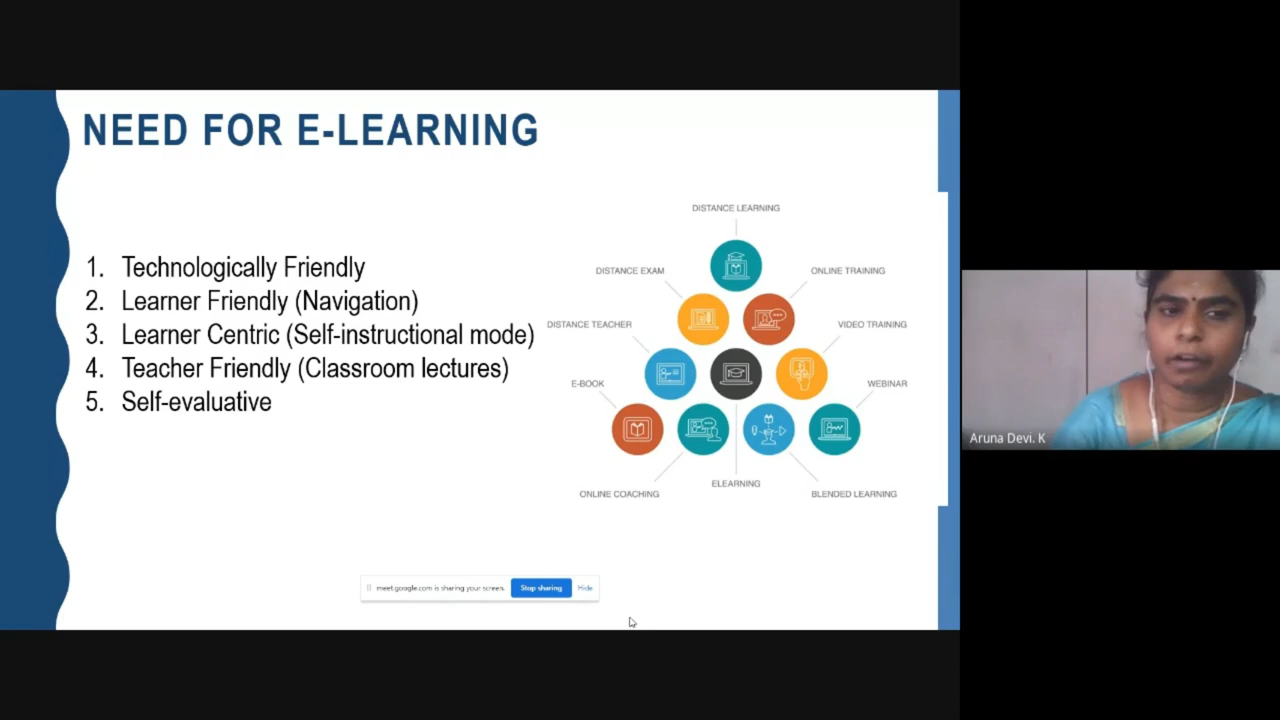 NEED FOR E-LEARNING
1. Technologically Friendly
2. Learner Friendly (Navigation)
3. Learner Centric (Self-instructional mode)
4. Teacher Friendly (Classroom lectures)
5. Self-evaluative
DISTANCE LEARNING
DISTANCE EXAM
ONLINE TRAINING
DISTANCE TEACHER
VIDEO TRAINING
E-BOOK
WEBINAR
ONLINE COACHING
ELEARNING
BLENDED LEARNING
meet.google.com is sharing your screen.
Stop sharing
Hide
Aruna Devi. K